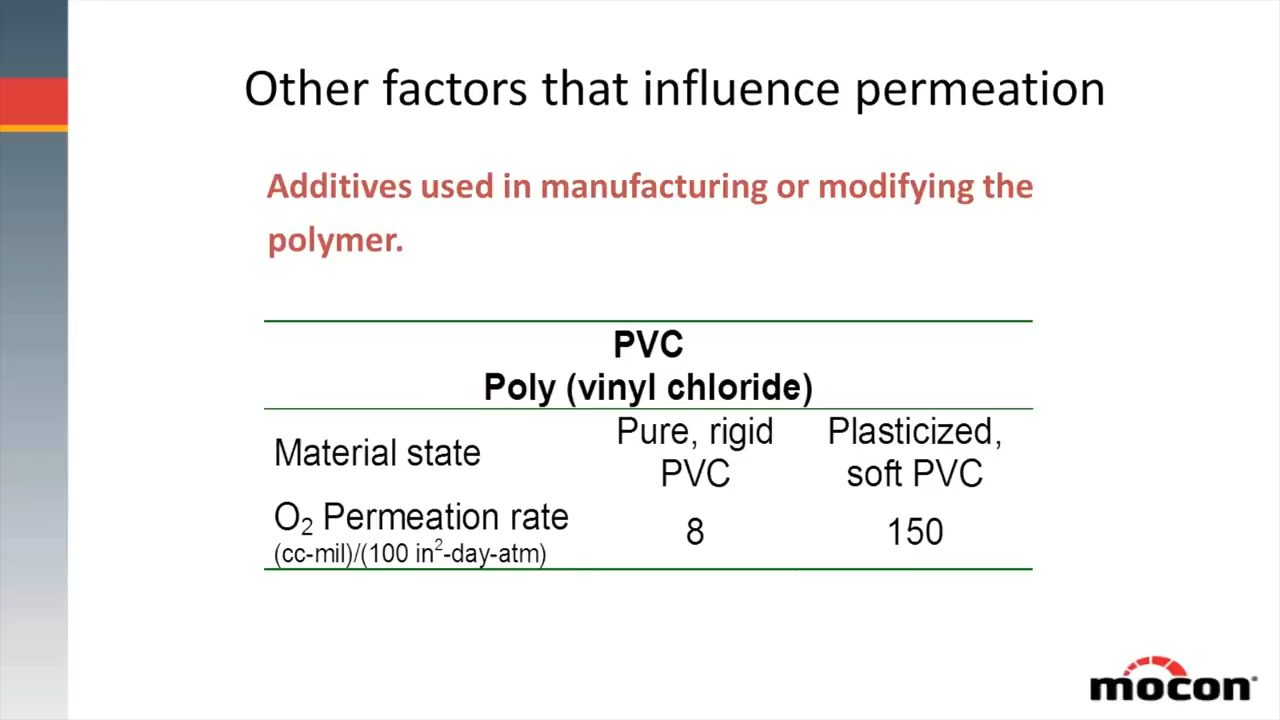 Other factors that influence permeation
Additives used in manufacturing or modifying the
polymer.
PVC
Poly (vinyl chloride)
Material state
Pure, rigid
PVC
Plasticized,
soft PVC
O₂ Permeation rate
(cc-mil)/(100 in²-day-atm)
8
150
mocon